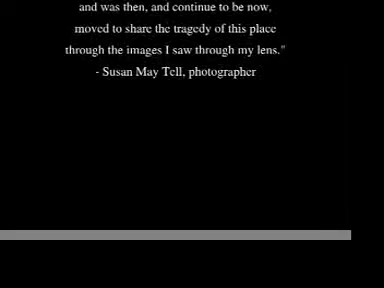 and was then, and continue to be now,
moved to share the tragedy of this place
through the images I saw through my lens."
- Susan May Tell, photographer